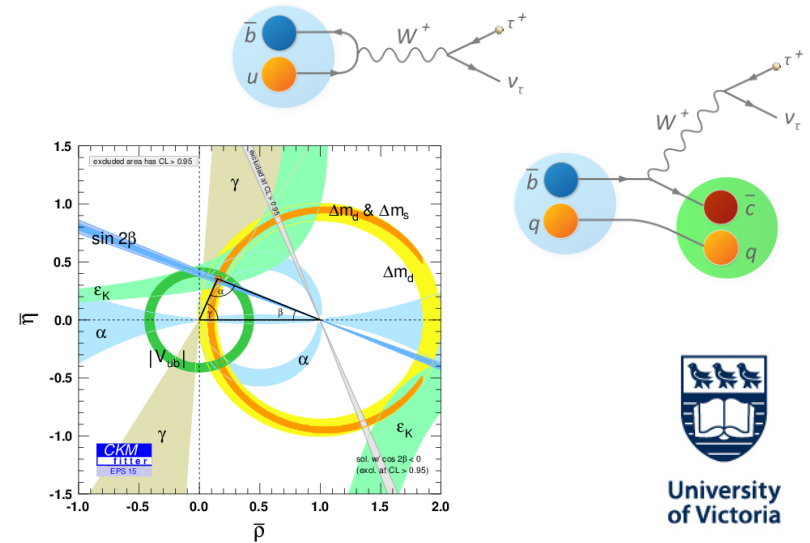 b̅
u
W⁺
τ⁺
ν_τ
τ⁺
ν_τ
W⁺
b̅
q
c̅
q
1.5
1.0
0.5
0.0
-0.5
-1.0
-1.5
η̅
excluded area has CL > 0.95
excluded at CL > 0.95
γ
Δm_d & Δm_s
sin 2β
Δm_d
ε_K
α
α
γ
β
|V_ub|
α
γ
ε_K
CKM
fitter
EPS 15
sol. w/ cos 2β < 0
(excl. at CL > 0.95)
-1.0
-0.5
0.0
0.5
1.0
1.5
2.0
ρ̅
University
of Victoria